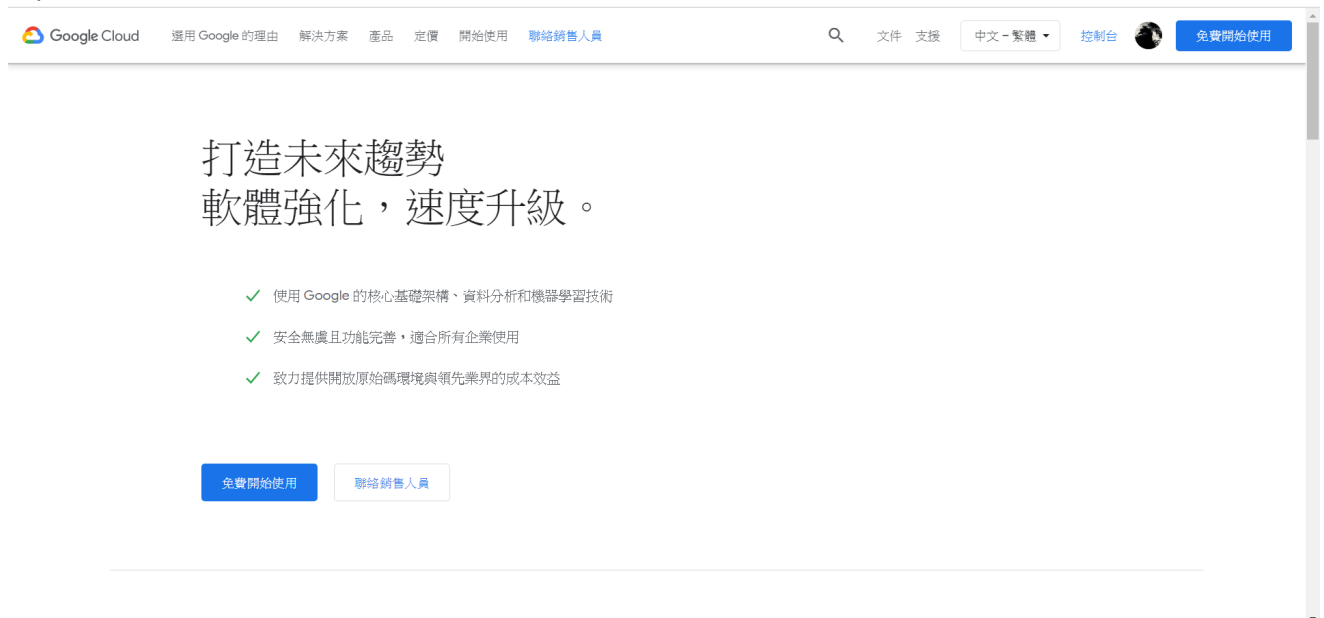 Google Cloud 選用 Google 的理由 解決方案 產品 定價 開始使用 聯絡銷售人員 文件 支援 中文 – 繁體 控制台 免費開始使用
打造未來趨勢
軟體強化，速度升級。
使用 Google 的核心基礎架構、資料分析和機器學習技術
安全無虞且功能完善，適合所有企業使用
致力提供開放原始碼環境與領先業界的成本效益
免費開始使用 聯絡銷售人員